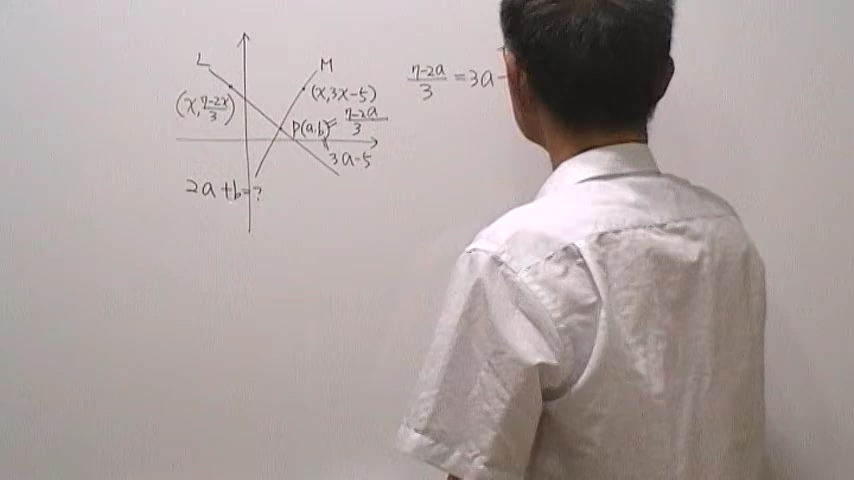 L
M
(x, (7-2x)/3)
(x, 3x-5)
P(a,b) = (7-2a)/3
3a-5
2a+b=?
(7-2a)/3 = 3a-